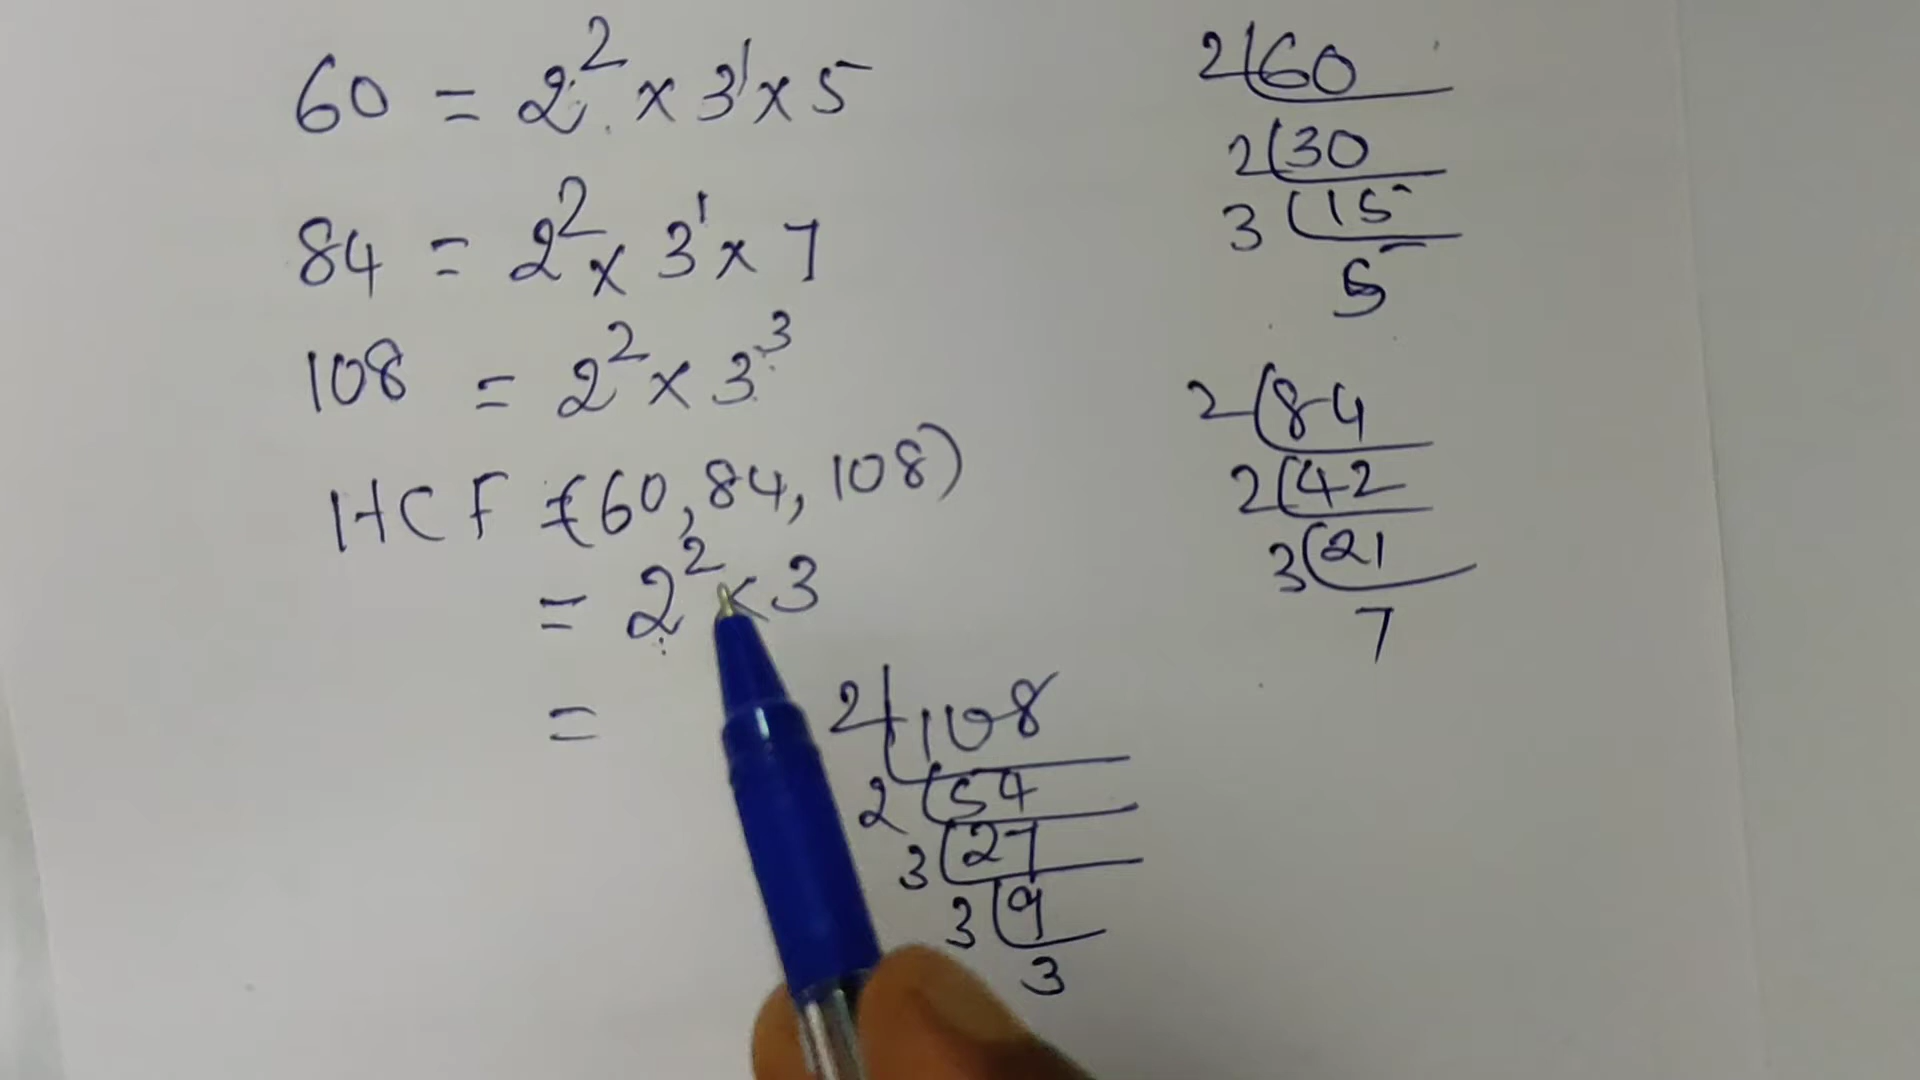 60 = 2² × 3¹ × 5
84 = 2² × 3¹ × 7
108 = 2² × 3³
HCF = (60, 84, 108)
= 2² × 3
=
2 | 60
2 | 30
3 | 15
5
2 | 84
2 | 42
3 | 21
7
2 | 108
2 | 54
3 | 27
3 | 9
3